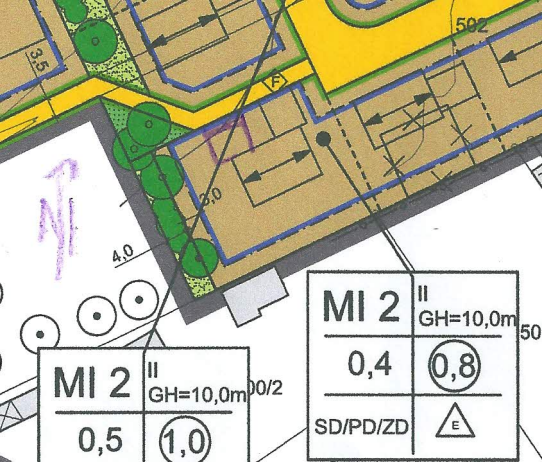 502
3.5
F
3.0
N
4.0
MI 2
II
GH=10,0m
0,4
0,8
SD/PD/ZD
E
50
MI 2
II
GH=10,0m
00/2
0,5
1,0